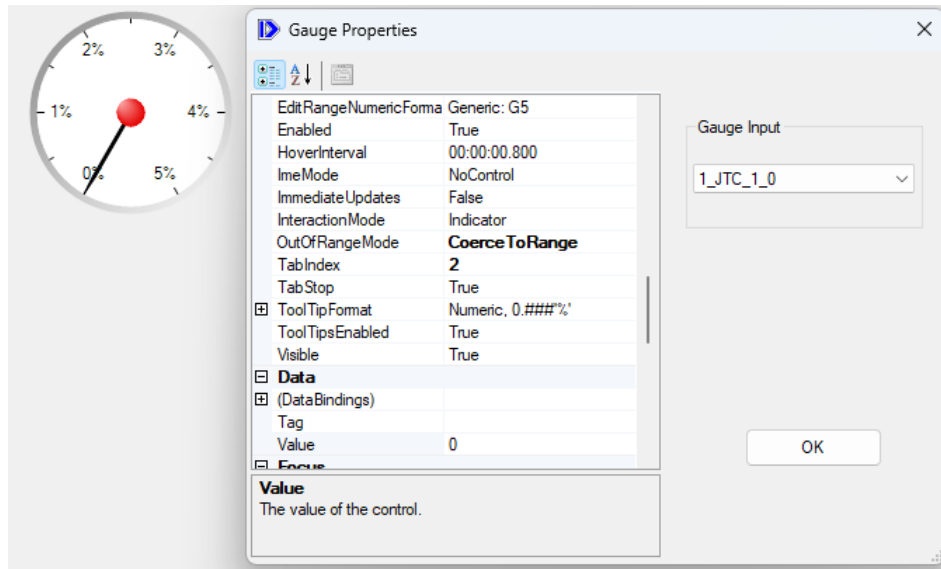 2%
3%
1%
4%
0%
5%
Gauge Properties
EditRangeNumericForma Generic: G5
Enabled True
HoverInterval 00:00:00.800
ImeMode NoControl
ImmediateUpdates False
InteractionMode Indicator
OutOfRangeMode CoerceToRange
TabIndex 2
TabStop True
ToolTipFormat Numeric, 0.###'%'
ToolTipsEnabled True
Visible True
Data
(DataBindings)
Tag
Value 0
Focus
Value
The value of the control.
Gauge Input
1_JTC_1_0
OK